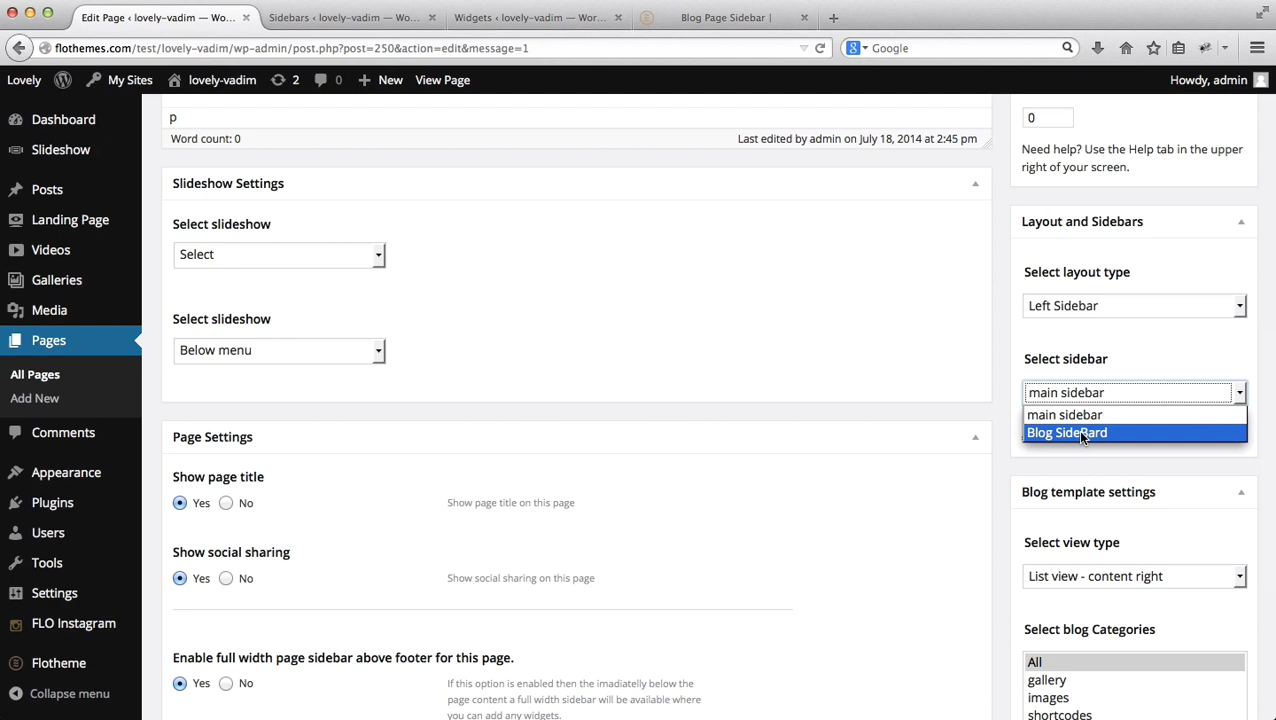 Edit Page ‹ lovely-vadim — Wo...
Sidebars ‹ lovely-vadim — Wo...
Widgets ‹ lovely-vadim — Wor...
Blog Page Sidebar |
flothemes.com/test/lovely-vadim/wp-admin/post.php?post=250&action=edit&message=1
Google
Lovely
My Sites
lovely-vadim
2
0
New
View Page
Howdy, admin
Dashboard
Slideshow
Posts
Landing Page
Videos
Galleries
Media
Pages
All Pages
Add New
Comments
Appearance
Plugins
Users
Tools
Settings
FLO Instagram
Flotheme
Collapse menu
p
Word count: 0
Last edited by admin on July 18, 2014 at 2:45 pm
Slideshow Settings
Select slideshow
Select
Select slideshow
Below menu
Page Settings
Show page title
Yes No
Show page title on this page
Show social sharing
Yes No
Show social sharing on this page
Enable full width page sidebar above footer for this page.
Yes No
If this option is enabled then the imadiatelly below the
page content a full width sidebar will be available where
you can add any widgets.
0
Need help? Use the Help tab in the upper
right of your screen.
Layout and Sidebars
Select layout type
Left Sidebar
Select sidebar
main sidebar
main sidebar
Blog SideBard
Blog template settings
Select view type
List view - content right
Select blog Categories
All
gallery
images
shortcodes